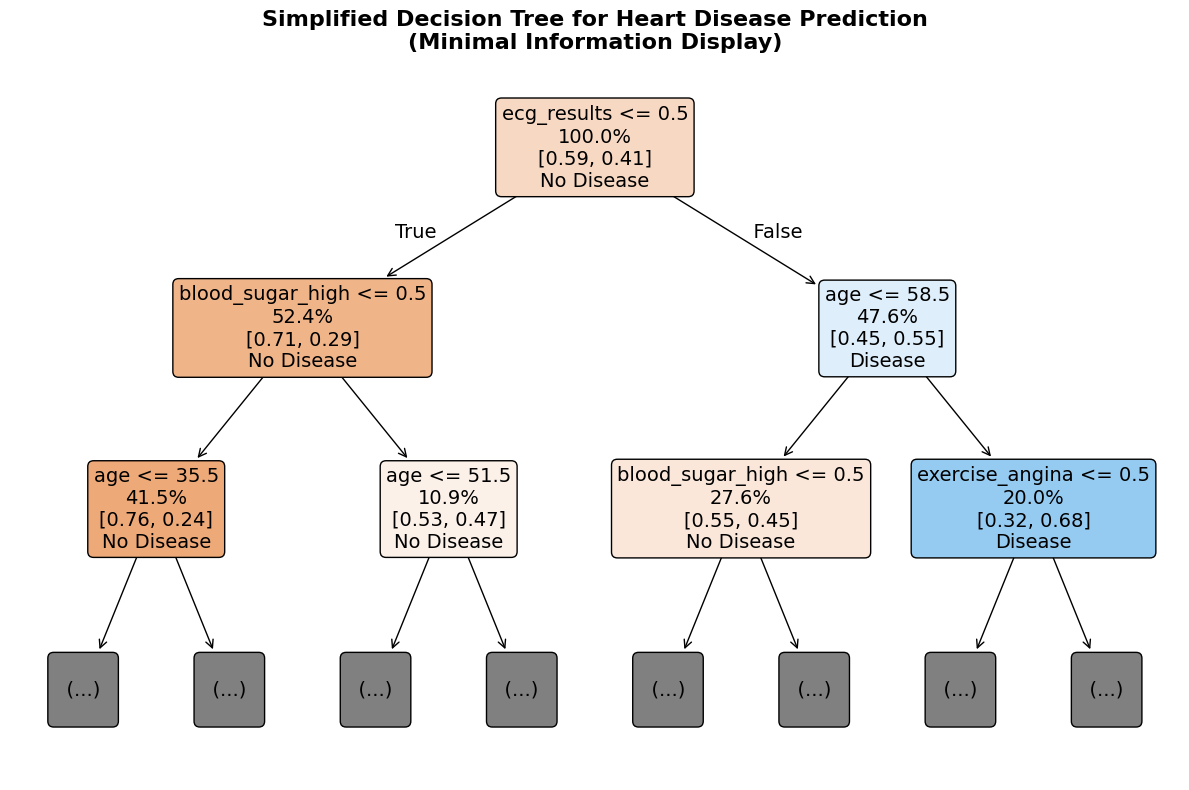 Simplified Decision Tree for Heart Disease Prediction
(Minimal Information Display)
ecg_results <= 0.5
100.0%
[0.59, 0.41]
No Disease
True
False
blood_sugar_high <= 0.5
52.4%
[0.71, 0.29]
No Disease
age <= 58.5
47.6%
[0.45, 0.55]
Disease
age <= 35.5
41.5%
[0.76, 0.24]
No Disease
age <= 51.5
10.9%
[0.53, 0.47]
No Disease
blood_sugar_high <= 0.5
27.6%
[0.55, 0.45]
No Disease
exercise_angina <= 0.5
20.0%
[0.32, 0.68]
Disease
(...)
(...)
(...)
(...)
(...)
(...)
(...)
(...)